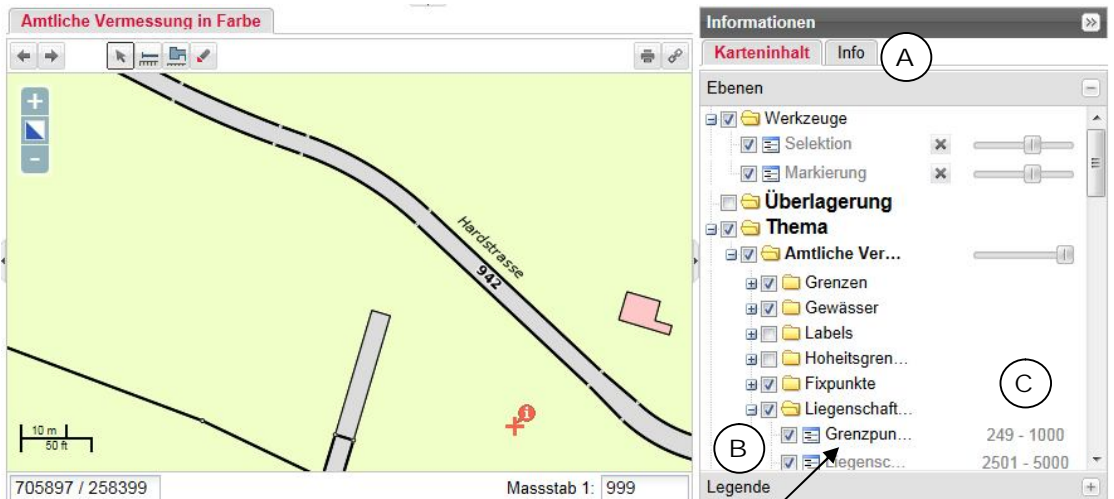 Amtliche Vermessung in Farbe
Hardstrasse
942
10 m
50 ft
705897 / 258399
Massstab 1: 999
Informationen
Karteninhalt Info
A
Ebenen
Werkzeuge
Selektion
Markierung
Überlagerung
Thema
Amtliche Ver...
Grenzen
Gewässer
Labels
Hoheitsgren...
Fixpunkte
C
Liegenschaft...
Grenzpun... 249 - 1000
B
Liegensc... 2501 - 5000
Legende